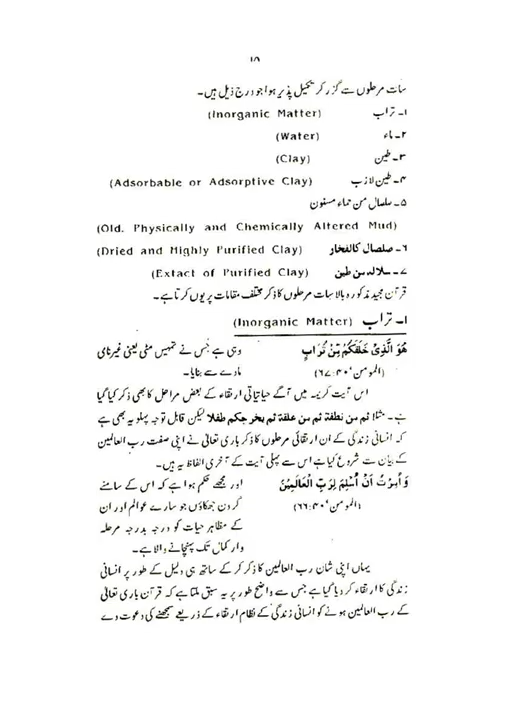 ۱۸
سات مرحلوں سے گزر کر تکمیل پذیر ہوا جو درج ذیل ہیں۔
۱۔ تراب (Inorganic Matter)
۲۔ ماء (Water)
۳۔ طین (Clay)
۴۔ طین لازب (Adsorbable or Adsorptive Clay)
۵۔ صلصال من حماء مسنون
(Old. Physically and Chemically Altered Mud)
۶۔ صلصال کالفخار (Dried and Highly Purified Clay)
۷۔ سلالہ من طین (Extact of Purified Clay)
قرآن مجید مذکورہ بالا سات مرحلوں کا ذکر مختلف مقامات پر یوں کرتا ہے۔
۱۔ تراب (Inorganic Matter)
هُوَ الَّذِیْ خَلَقَكُمْ مِّنْ تُرَابٍ وہی ہے جس نے تمہیں مٹی یعنی غیر نامی
(المومن ۴۰:۶۷) مادے سے بنایا۔
اس آیت کریمہ میں آگے حیاتیاتی ارتقاء کے بعض مراحل کا بھی ذکر کیا گیا
ہے۔ مثلا ثم من نطفة ثم من علقة ثم یخرجکم طفلا لیکن قابل توجہ پہلو یہ بھی ہے
کہ انسانی زندگی کے ان ارتقائی مرحلوں کا ذکر باری تعالیٰ نے اپنی صفت رب العالمین
کے بیان سے شروع کیا ہے اس سے پہلی آیت کے آخری الفاظ یہ ہیں۔
وَ اُمِرْتُ اَنْ اُسْلِمَ لِرَبِّ الْعَالَمِیْنَ اور مجھے حکم ہوا ہے کہ اس کے سامنے
(المومن ۴۰:۶۶) گردن جھکاؤں جو سارے عوالم اور ان
کے مظاہر حیات کو درجہ بدرجہ مرحلہ
وار کمال تک پہنچانے والا ہے۔
یہاں اپنی شان رب العالمین کا ذکر کر کے ساتھ ہی دلیل کے طور پر انسانی
زندگی کا ارتقاء کر دیا گیا ہے جس سے واضح طور پر یہ سبق ملتا ہے کہ قرآن باری تعالیٰ
کے رب العالمین ہونے کو انسانی زندگی کے نظام ارتقاء کے ذریعے سمجھنے کی دعوت دے